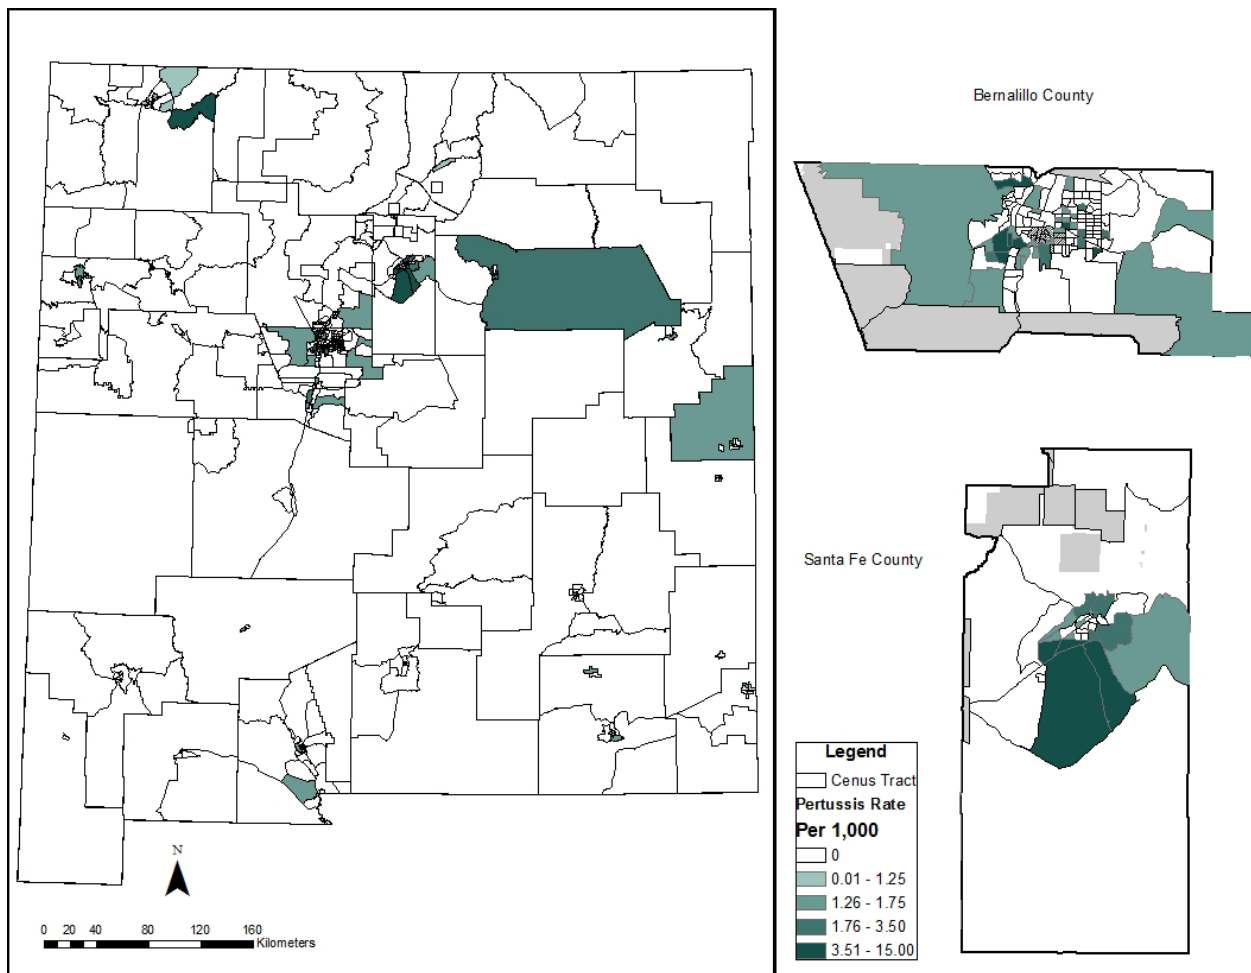 Bernalillo County
Santa Fe County
Legend
Cenus Tract
Pertussis Rate
Per 1,000
0
0.01 - 1.25
1.26 - 1.75
1.76 - 3.50
3.51 - 15.00
N
0 20 40 80 120 160
Kilometers